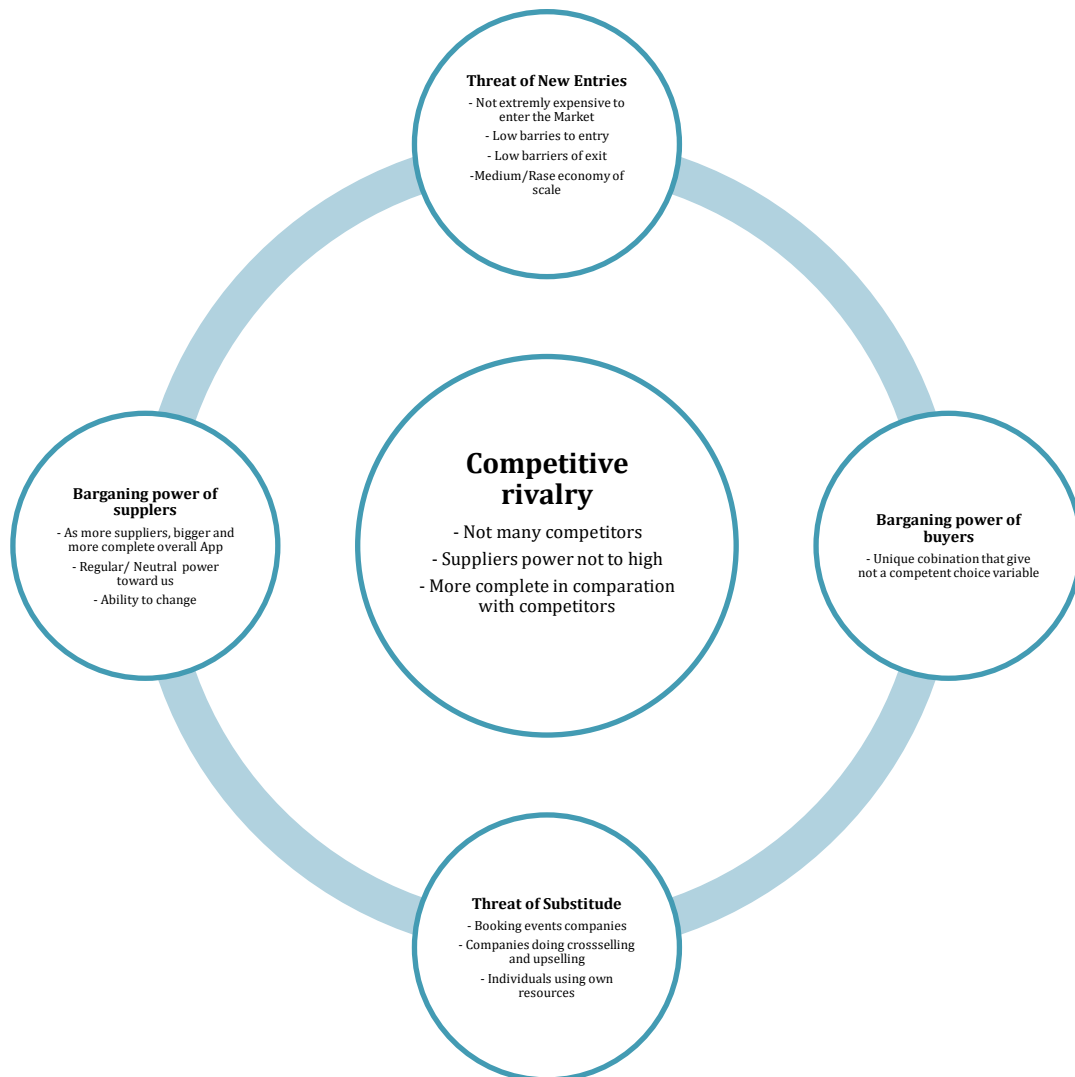 Threat of New Entries
- Not extremly expensive to
enter the Market
- Low barries to entry
- Low barriers of exit
-Medium/Rase economy of
scale
Competitive
rivalry
- Not many competitors
- Suppliers power not to high
- More complete in comparation
with competitors
Barganing power of
supplers
- As more suppliers, bigger and
more complete overall App
- Regular/ Neutral power
toward us
- Ability to change
Barganing power of
buyers
- Unique cobination that give
not a competent choice variable
Threat of Substitude
- Booking events companies
- Companies doing crossselling
and upselling
- Individuals using own
resources